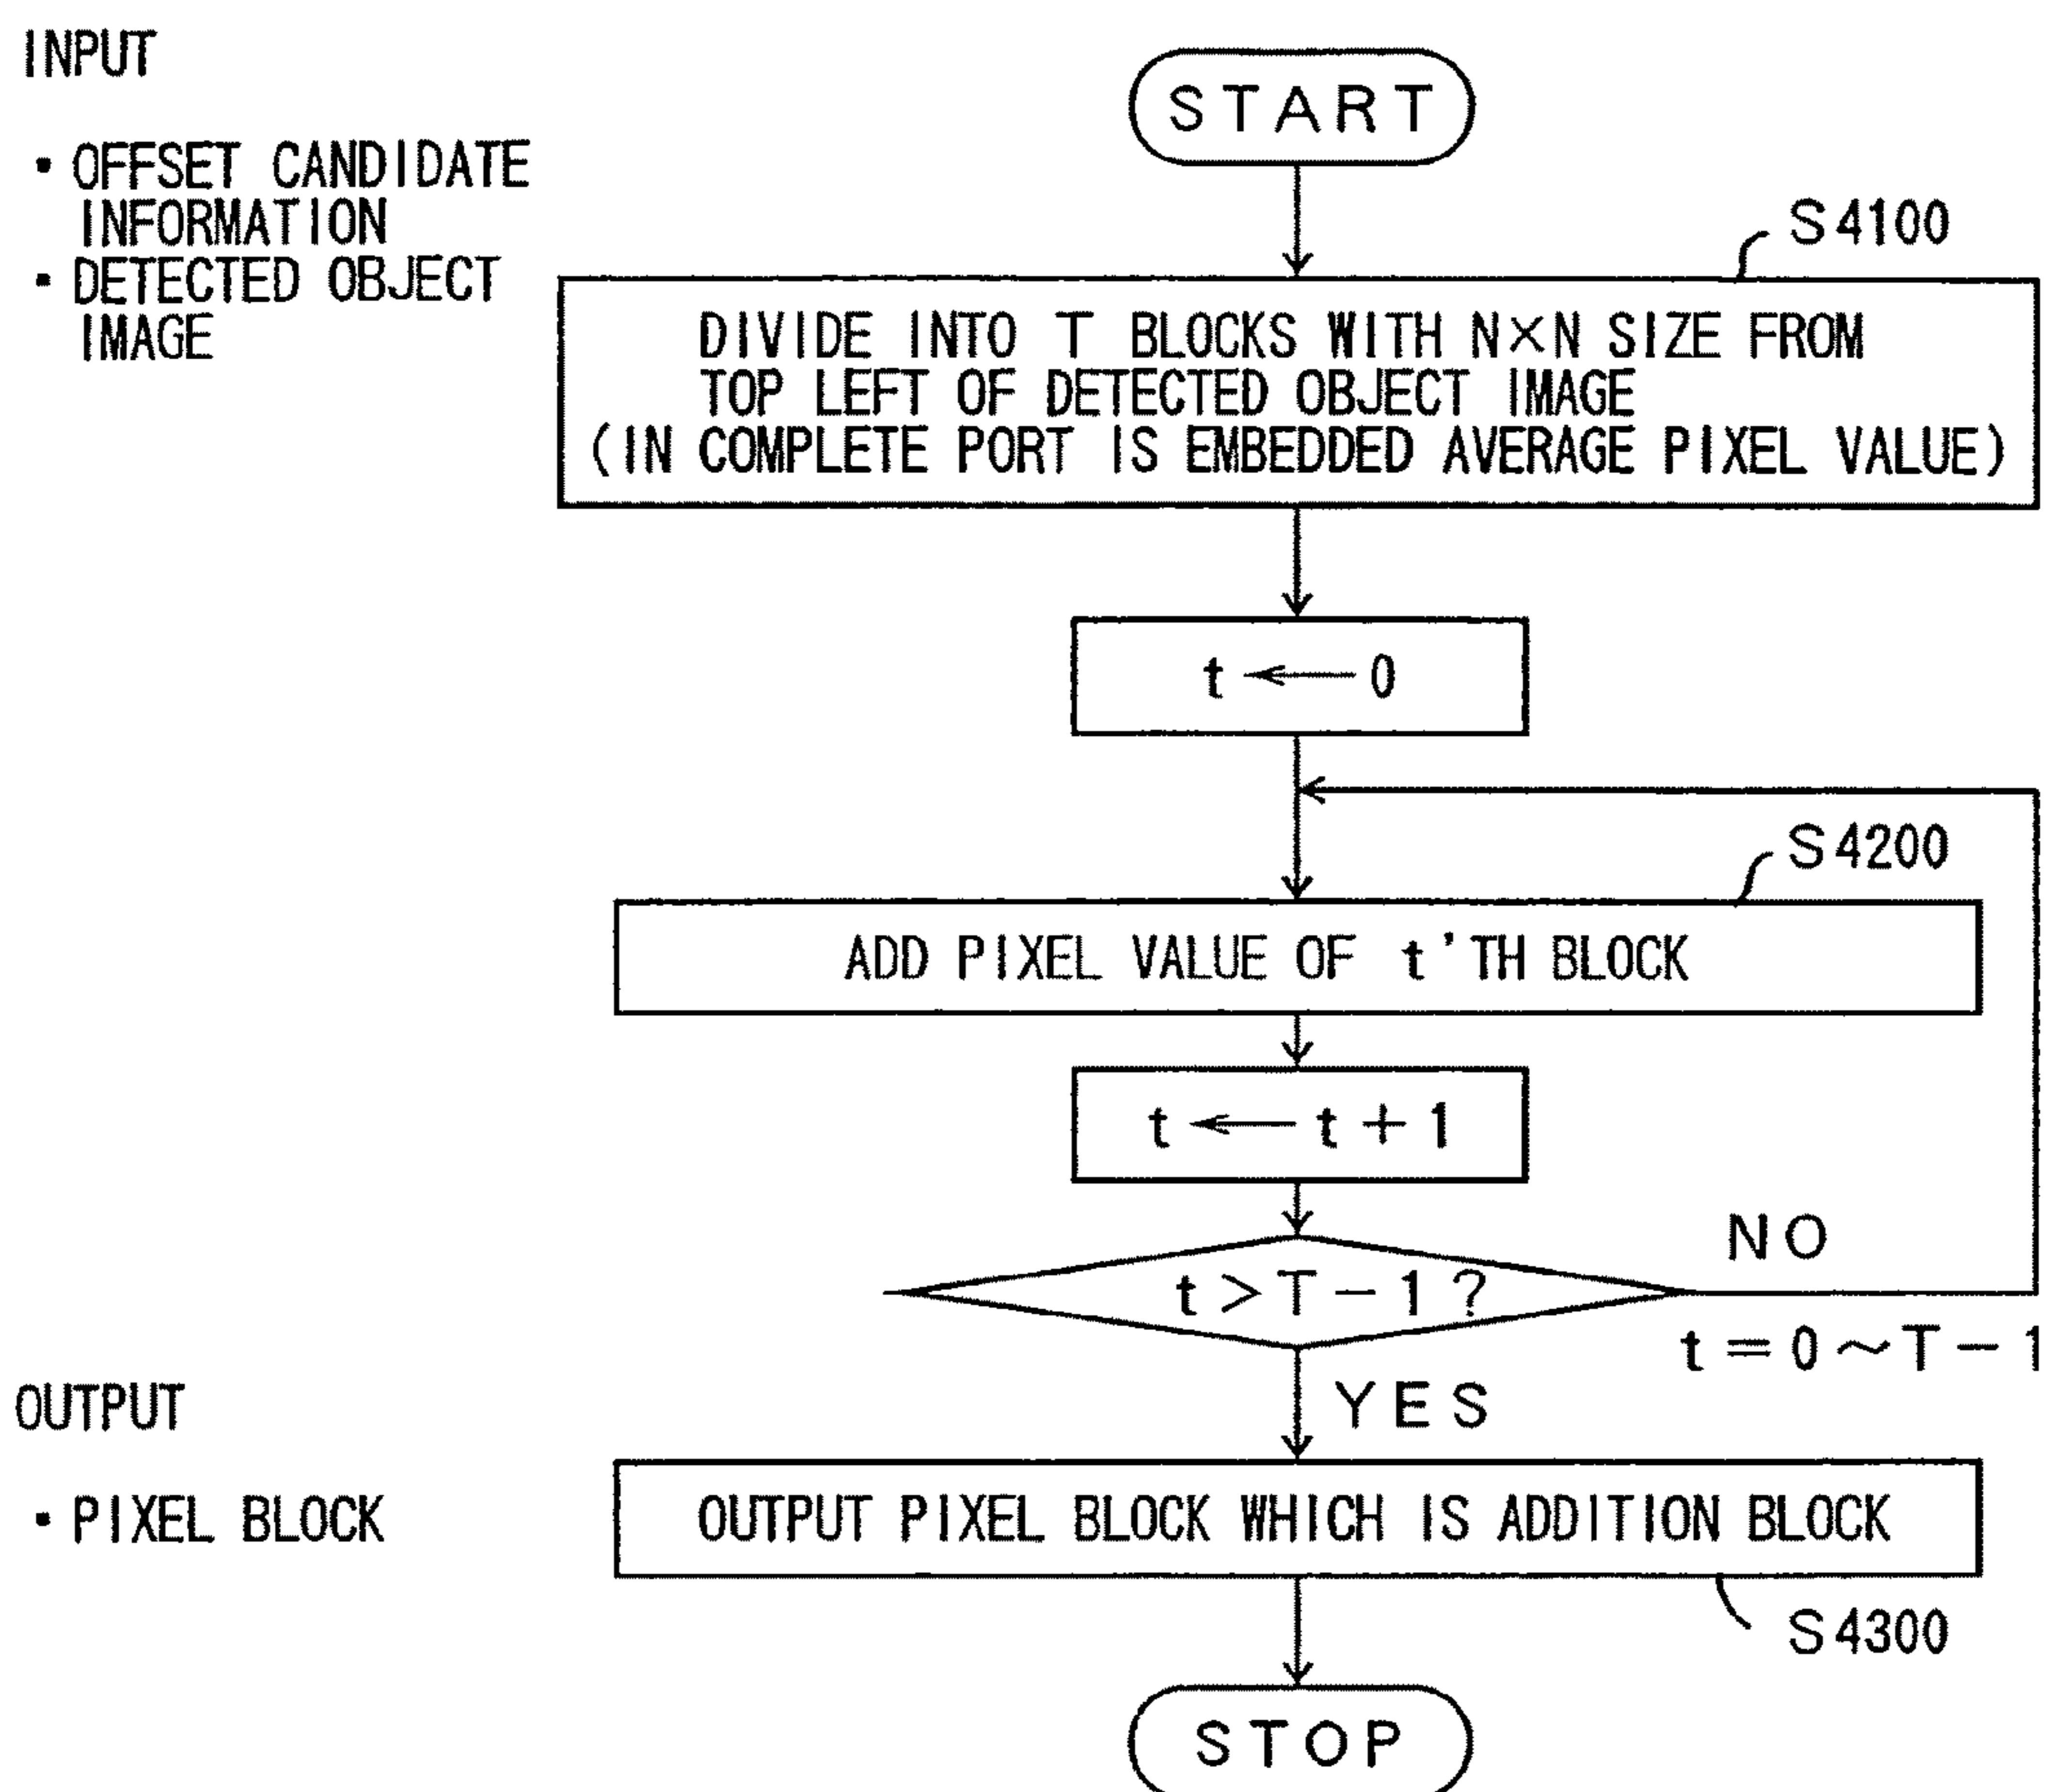 INPUT
・OFFSET CANDIDATE
INFORMATION
・DETECTED OBJECT
IMAGE
START
S4100
DIVIDE INTO T BLOCKS WITH N×N SIZE FROM
TOP LEFT OF DETECTED OBJECT IMAGE
(IN COMPLETE PORT IS EMBEDDED AVERAGE PIXEL VALUE)
t ← 0
S4200
ADD PIXEL VALUE OF t'TH BLOCK
t ← t + 1
t > T - 1 ?
NO
t = 0 ~ T - 1
YES
OUTPUT
・PIXEL BLOCK
OUTPUT PIXEL BLOCK WHICH IS ADDITION BLOCK
S4300
STOP